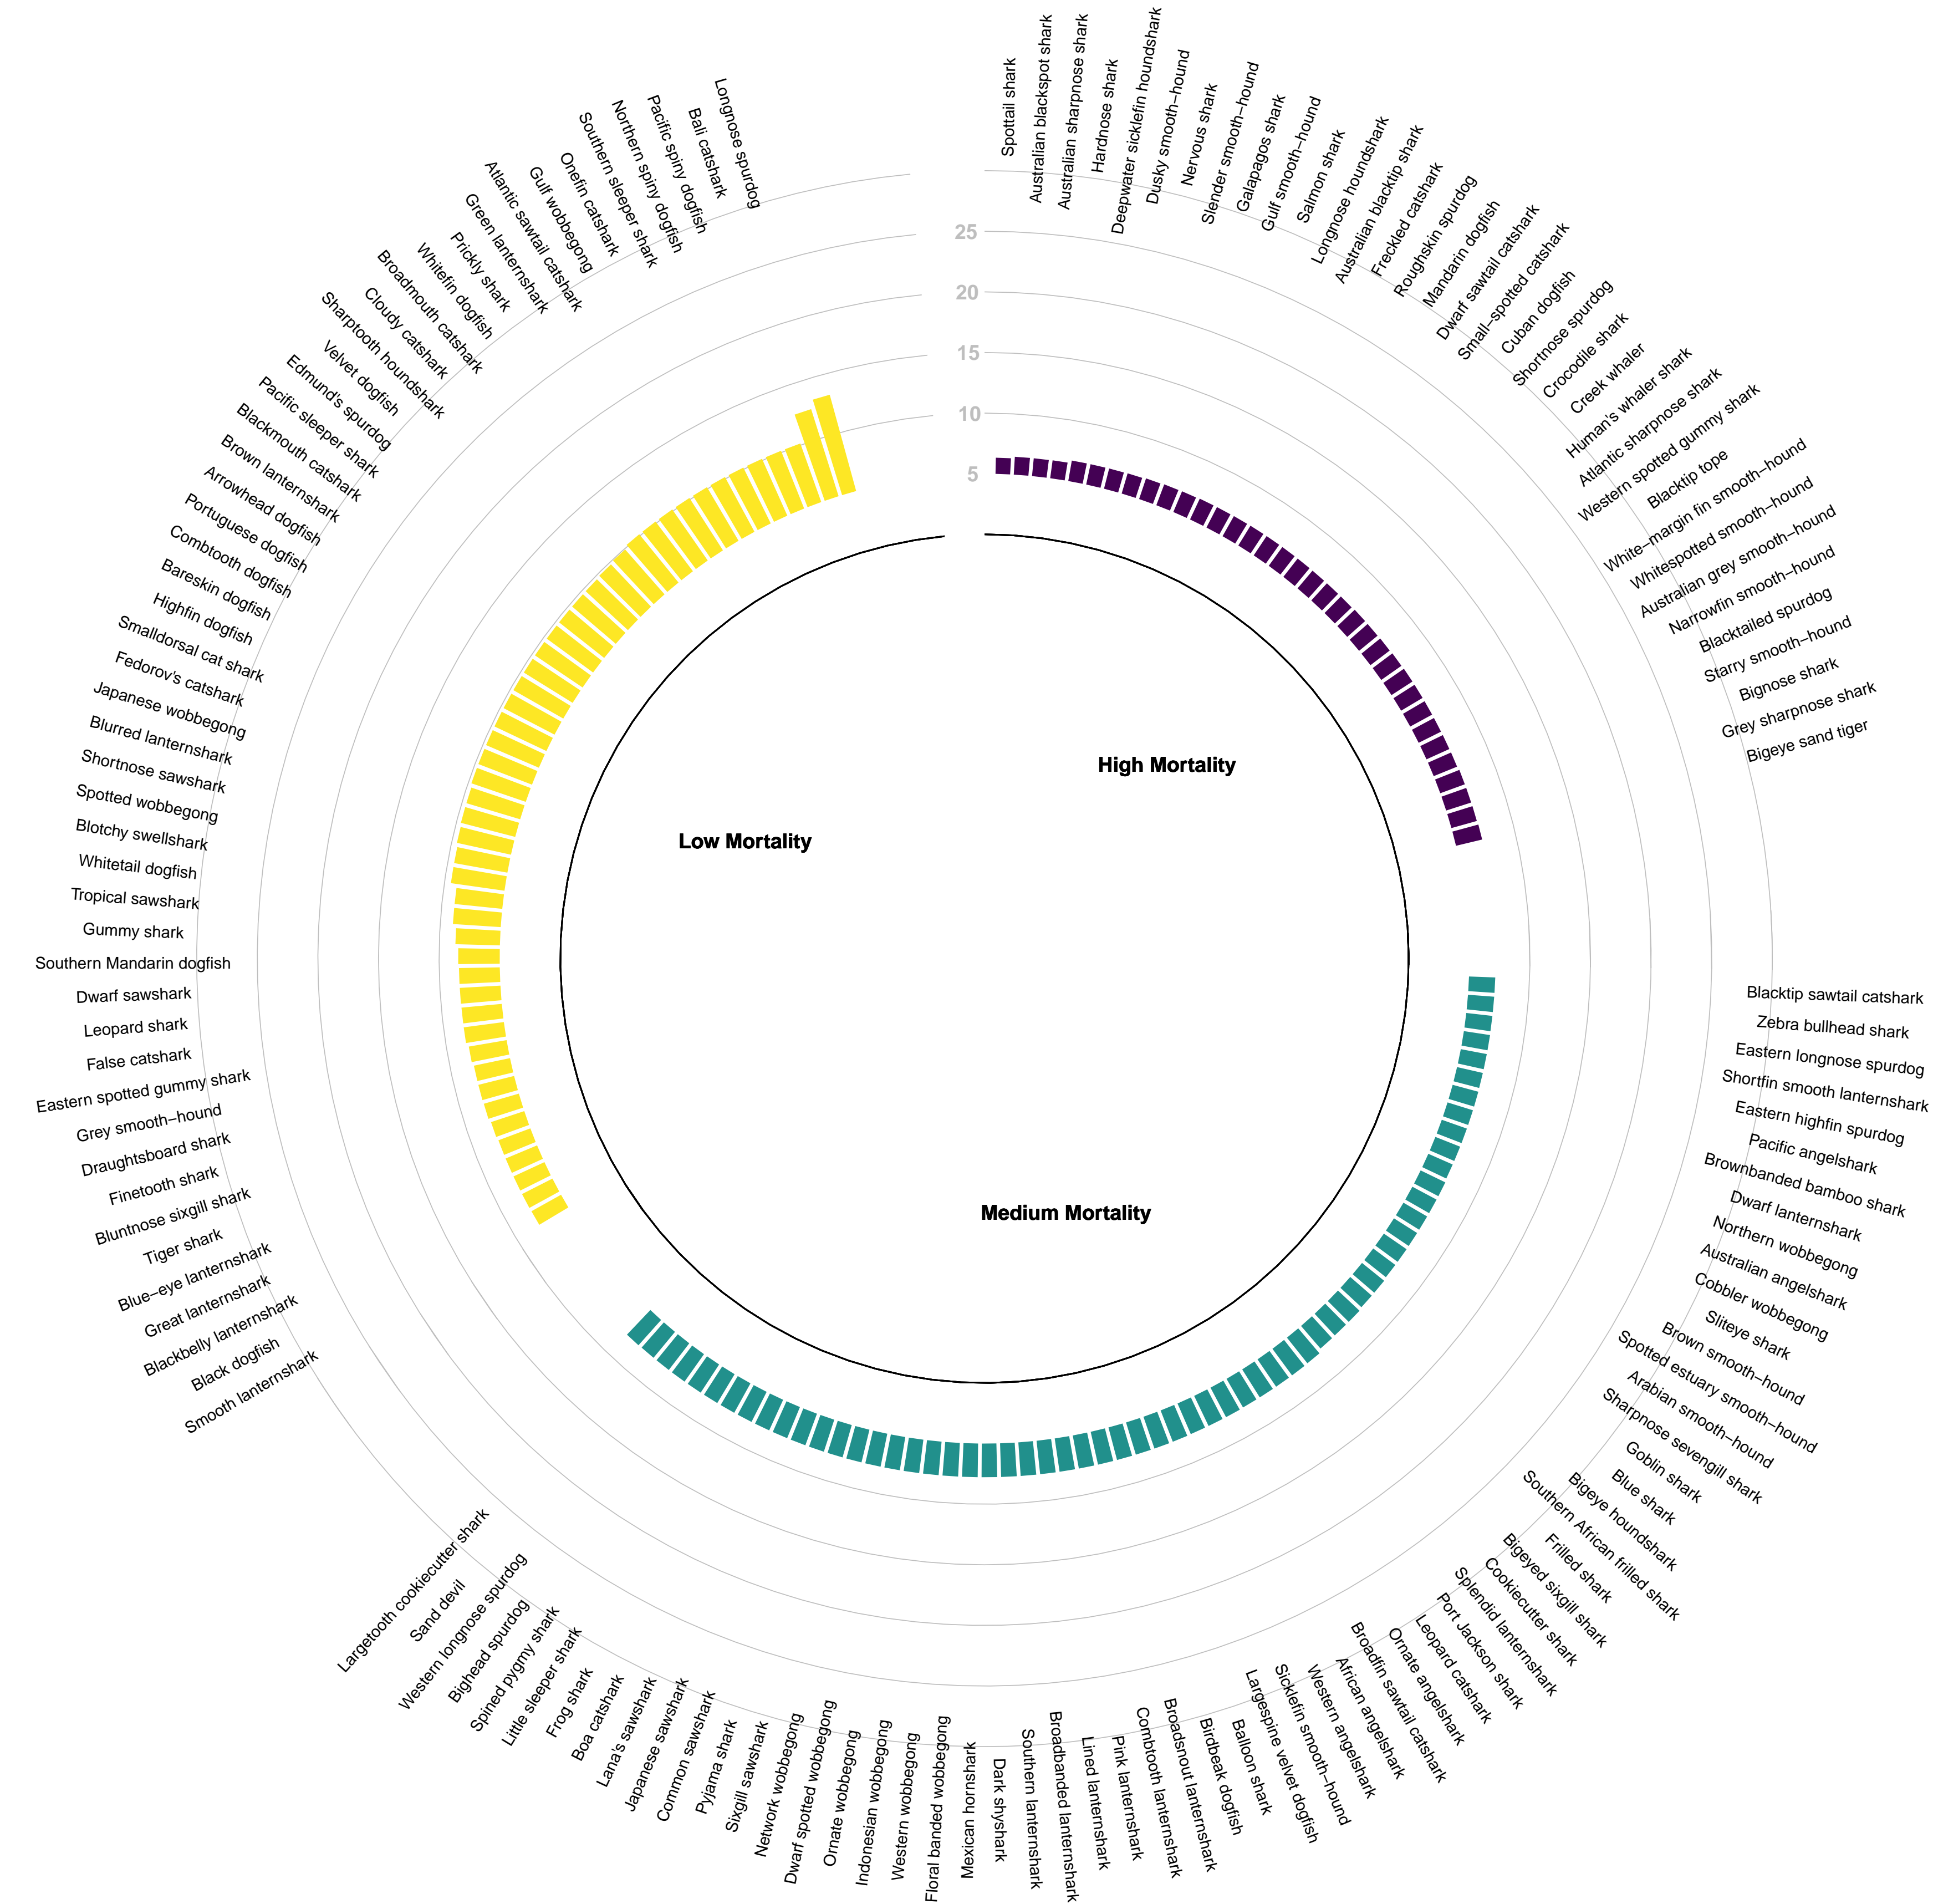 Spottail shark
Australian blackspot shark
Australian sharpnose shark
Hardnose shark
Deepwater sicklefin houndshark
Dusky smooth−hound
Nervous shark
Slender smooth−hound
Galapagos shark
Gulf smooth−hound
Salmon shark
Longnose houndshark
Australian blacktip shark
Freckled catshark
Roughskin spurdog
Mandarin dogfish
Dwarf sawtail catshark
Small−spotted catshark
Cuban dogfish
Shortnose spurdog
Crocodile shark
Creek whaler
Human's whaler shark
Atlantic sharpnose shark
Western spotted gummy shark
Blacktip tope
White−margin fin smooth−hound
Whitespotted smooth−hound
Australian grey smooth−hound
Narrowfin smooth−hound
Blacktailed spurdog
Starry smooth−hound
Bignose shark
Grey sharpnose shark
Bigeye sand tiger
Blacktip sawtail catshark
Zebra bullhead shark
Eastern longnose spurdog
Shortfin smooth lanternshark
Eastern highfin spurdog
Pacific angelshark
Brownbanded bamboo shark
Dwarf lanternshark
Northern wobbegong
Australian angelshark
Cobbler wobbegong
Sliteye shark
Brown smooth−hound
Spotted estuary smooth−hound
Arabian smooth−hound
Sharpnose sevengill shark
Goblin shark
Blue shark
Bigeye houndshark
Southern African frilled shark
Frilled shark
Bigeyed sixgill shark
Cookiecutter shark
Splendid lanternshark
Port Jackson shark
Leopard catshark
Ornate angelshark
Broadfin sawtail catshark
African angelshark
Western angelshark
Sicklefin smooth−hound
Largespine velvet dogfish
Balloon shark
Birdbeak dogfish
Broadsnout lanternshark
Combtooth lanternshark
Pink lanternshark
Lined lanternshark
Broadbanded lanternshark
Southern lanternshark
Dark shyshark
Mexican hornshark
Floral banded wobbegong
Western wobbegong
Indonesian wobbegong
Ornate wobbegong
Dwarf spotted wobbegong
Network wobbegong
Sixgill sawshark
Pyjama shark
Common sawshark
Japanese sawshark
Lana's sawshark
Boa catshark
Frog shark
Little sleeper shark
Spined pygmy shark
Bighead spurdog
Western longnose spurdog
Sand devil
Largetooth cookiecutter shark
Smooth lanternshark
Black dogfish
Blackbelly lanternshark
Great lanternshark
Blue−eye lanternshark
Tiger shark
Bluntnose sixgill shark
Finetooth shark
Draughtsboard shark
Grey smooth−hound
Eastern spotted gummy shark
False catshark
Leopard shark
Dwarf sawshark
Southern Mandarin dogfish
Gummy shark
Tropical sawshark
Whitetail dogfish
Blotchy swellshark
Spotted wobbegong
Shortnose sawshark
Blurred lanternshark
Japanese wobbegong
Fedorov's catshark
Smalldorsal cat shark
Highfin dogfish
Bareskin dogfish
Combtooth dogfish
Portuguese dogfish
Arrowhead dogfish
Brown lanternshark
Blackmouth catshark
Pacific sleeper shark
Edmund's spurdog
Velvet dogfish
Sharptooth houndshark
Cloudy catshark
Broadmouth catshark
Whitefin dogfish
Prickly shark
Green lanternshark
Atlantic sawtail catshark
Gulf wobbegong
Onefin catshark
Southern sleeper shark
Northern spiny dogfish
Pacific spiny dogfish
Bali catshark
Longnose spurdog
25
20
15
10
5
High Mortality
Low Mortality
Medium Mortality